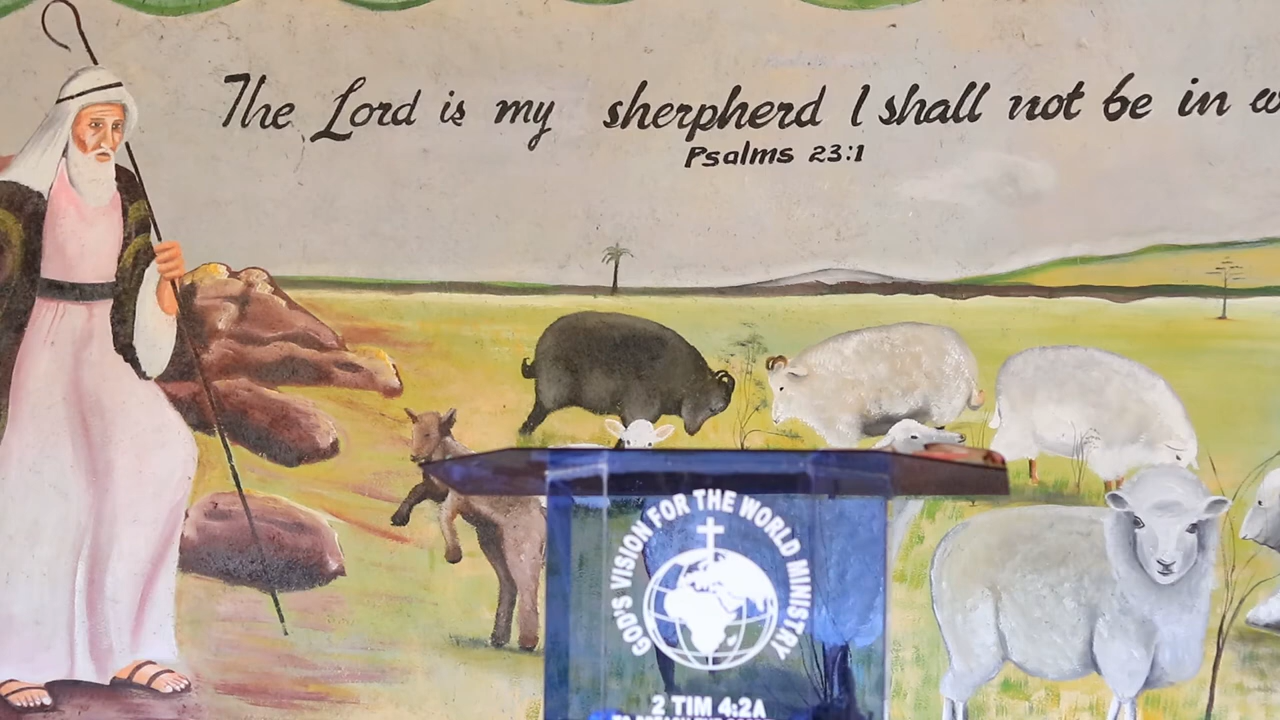 The Lord is my sherpherd I shall not be in
Psalms 23:1
GOD'S VISION FOR THE WORLD MINISTRY
2 TIM 4:2A